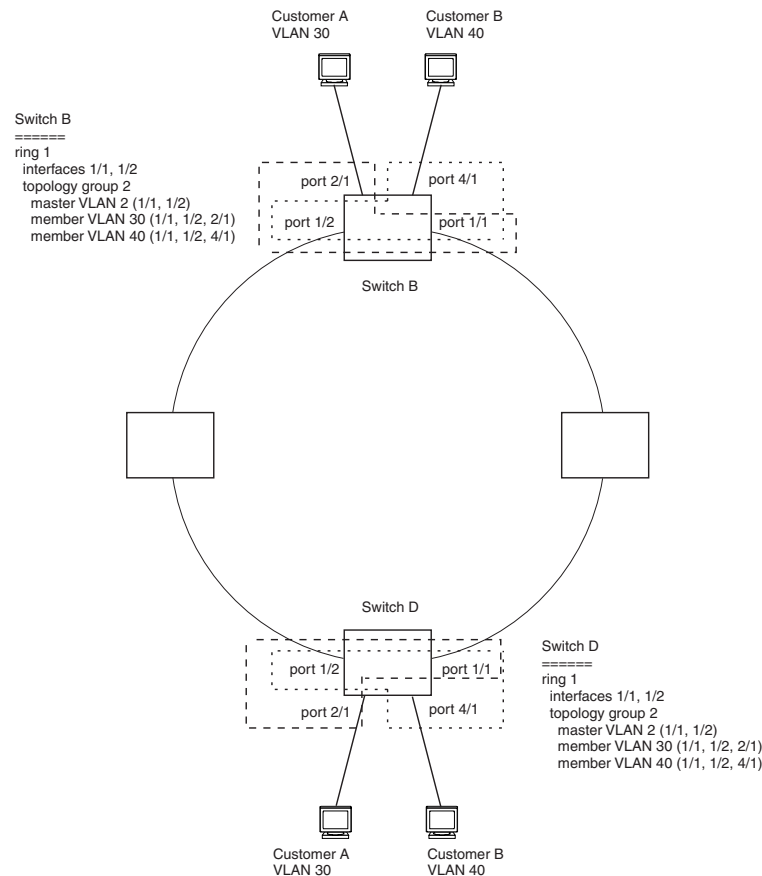 Customer A
VLAN 30
Customer B
VLAN 40
Switch B
======
ring 1
interfaces 1/1, 1/2
topology group 2
master VLAN 2 (1/1, 1/2)
member VLAN 30 (1/1, 1/2, 2/1)
member VLAN 40 (1/1, 1/2, 4/1)
port 2/1
port 4/1
port 1/2
port 1/1
Switch B
Switch D
port 1/2
port 1/1
port 2/1
port 4/1
Switch D
======
ring 1
interfaces 1/1, 1/2
topology group 2
master VLAN 2 (1/1, 1/2)
member VLAN 30 (1/1, 1/2, 2/1)
member VLAN 40 (1/1, 1/2, 4/1)
Customer A
VLAN 30
Customer B
VLAN 40